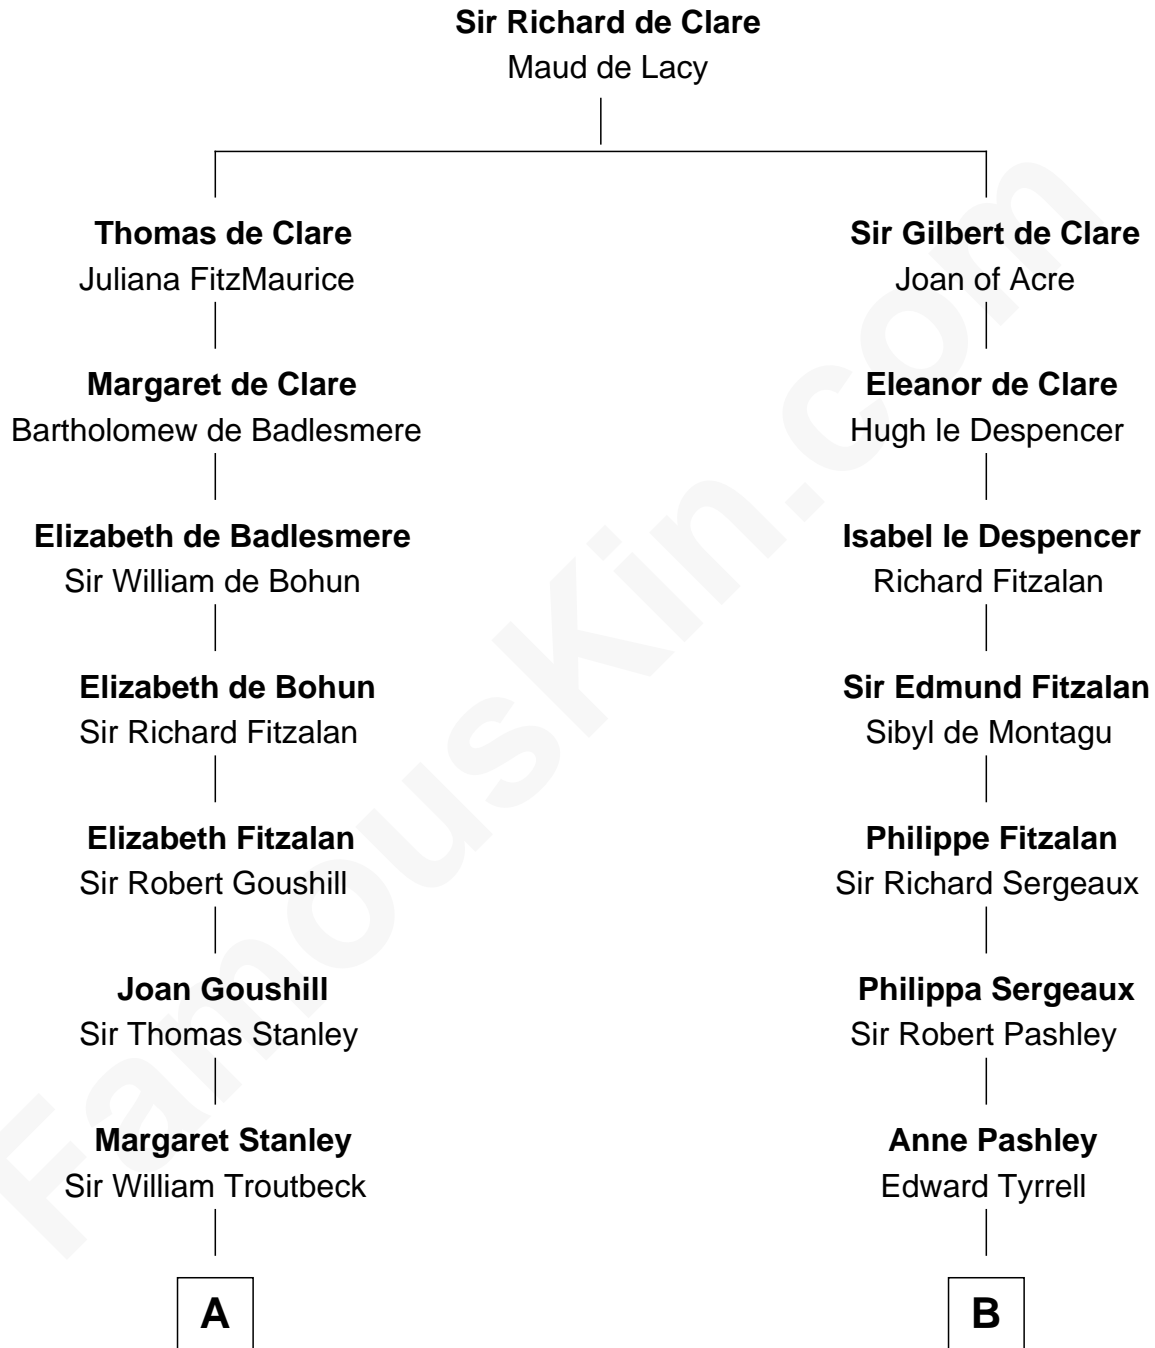 Sir Richard de Clare
Maud de Lacy
Thomas de Clare
Juliana FitzMaurice
Margaret de Clare
Bartholomew de Badlesmere
Elizabeth de Badlesmere
Sir William de Bohun
Elizabeth de Bohun
Sir Richard Fitzalan
Elizabeth Fitzalan
Sir Robert Goushill
Joan Goushill
Sir Thomas Stanley
Margaret Stanley
Sir William Troutbeck
A
Sir Gilbert de Clare
Joan of Acre
Eleanor de Clare
Hugh le Despencer
Isabel le Despencer
Richard Fitzalan
Sir Edmund Fitzalan
Sibyl de Montagu
Philippe Fitzalan
Sir Richard Sergeaux
Philippa Sergeaux
Sir Robert Pashley
Anne Pashley
Edward Tyrrell
B
FamousKin.com